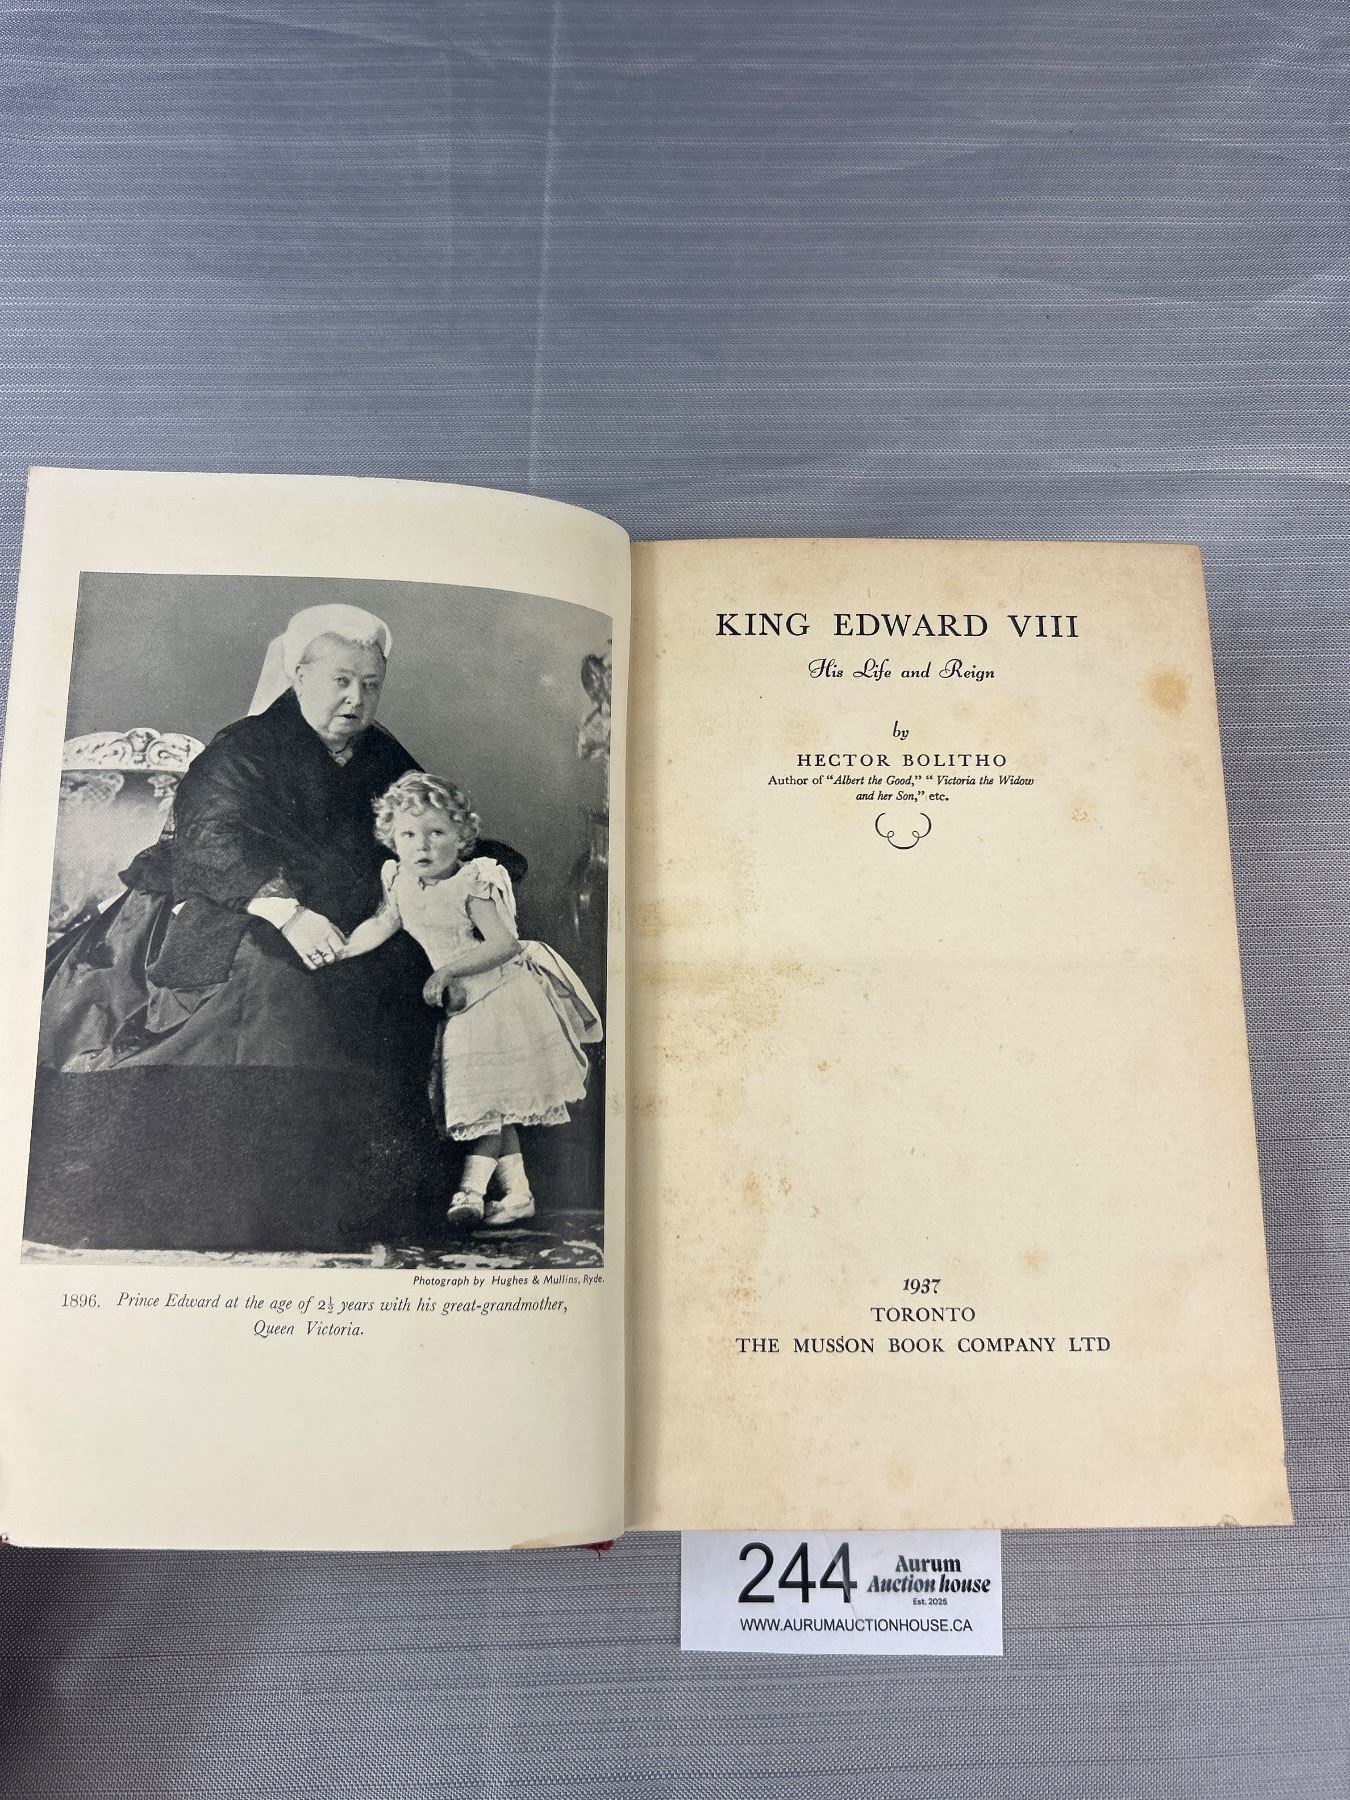 Photograph by Hughes & Mullins, Ryde.
1896. Prince Edward at the age of 2½ years with his great-grandmother,
Queen Victoria.
KING EDWARD VIII
His Life and Reign
by
HECTOR BOLITHO
Author of "Albert the Good," "Victoria the Widow
and her Son," etc.
1937
TORONTO
THE MUSSON BOOK COMPANY LTD
244
Aurum
Auction house
Est. 2025
WWW.AURUMAUCTIONHOUSE.CA